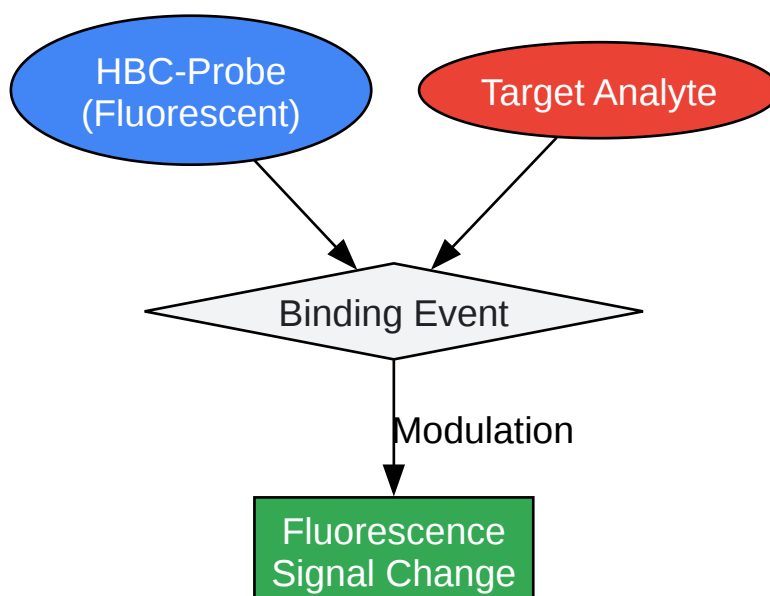 HBC-Probe
(Fluorescent)
Target Analyte
Binding Event
Modulation
Fluorescence
Signal Change